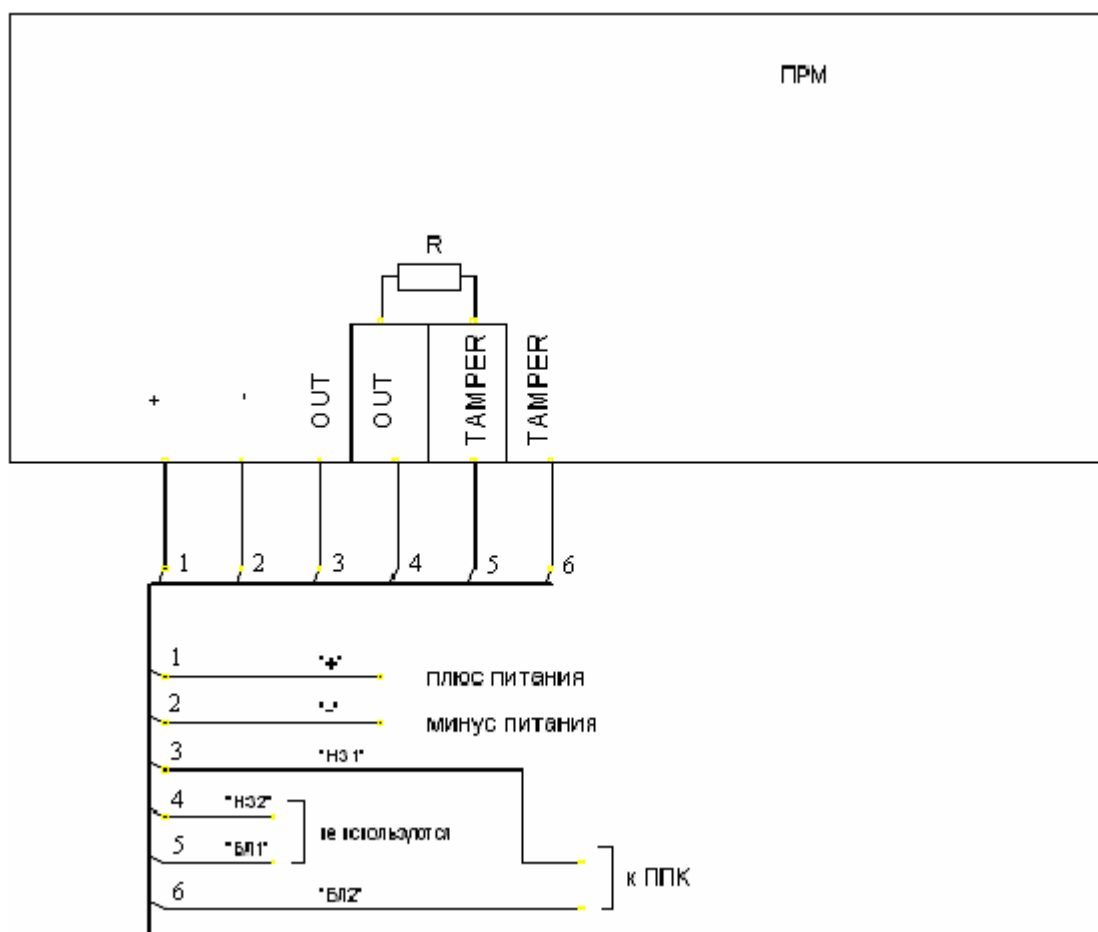 ПРМ
R
+ - OUT OUT TAMPER TAMPER
1 2 3 4 5 6
1 "+" плюс питания
2 "-" минус питания
3 "НЗ1"
4 "НЗ2"
не используются
5 "БЛ1"
к ППК
6 "БЛ2"